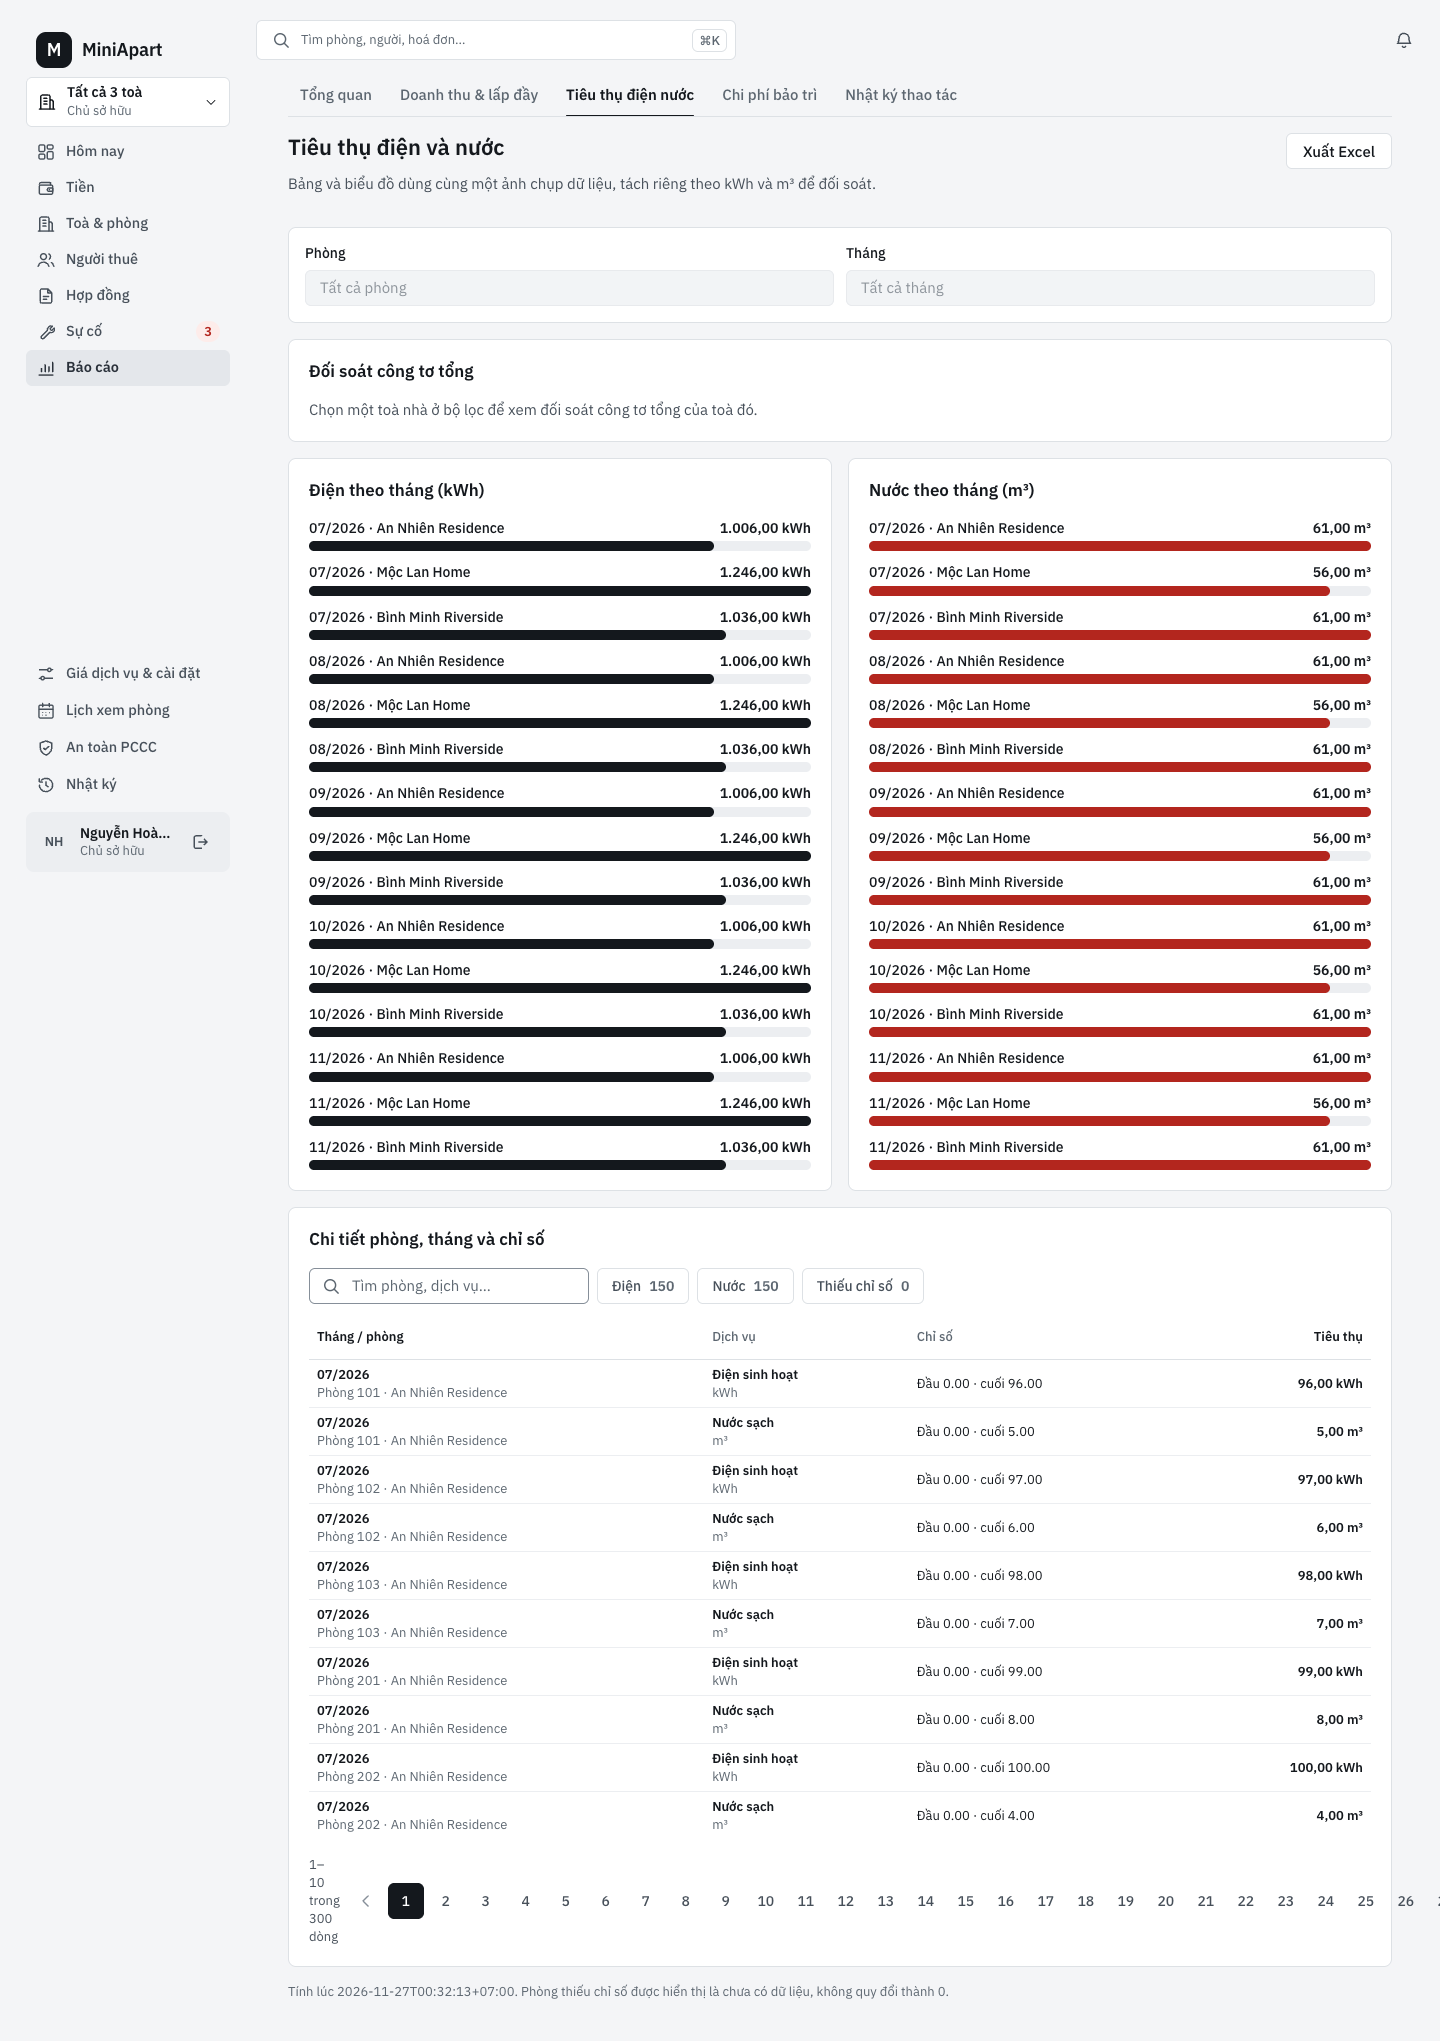 M MiniApart
Tìm phòng, người, hoá đơn... ⌘K
Tất cả 3 toà
Chủ sở hữu
Hôm nay
Tiền
Toà & phòng
Người thuê
Hợp đồng
Sự cố 3
Báo cáo
Giá dịch vụ & cài đặt
Lịch xem phòng
An toàn PCCC
Nhật ký
NH Nguyễn Hoà...
Chủ sở hữu
Tổng quan Doanh thu & lấp đầy Tiêu thụ điện nước Chi phí bảo trì Nhật ký thao tác
Tiêu thụ điện và nước
Xuất Excel
Bảng và biểu đồ dùng cùng một ảnh chụp dữ liệu, tách riêng theo kWh và m³ để đối soát.
Phòng Tháng
Tất cả phòng Tất cả tháng
Đối soát công tơ tổng
Chọn một toà nhà ở bộ lọc để xem đối soát công tơ tổng của toà đó.
Điện theo tháng (kWh)
07/2026 · An Nhiên Residence 1.006,00 kWh
07/2026 · Mộc Lan Home 1.246,00 kWh
07/2026 · Bình Minh Riverside 1.036,00 kWh
08/2026 · An Nhiên Residence 1.006,00 kWh
08/2026 · Mộc Lan Home 1.246,00 kWh
08/2026 · Bình Minh Riverside 1.036,00 kWh
09/2026 · An Nhiên Residence 1.006,00 kWh
09/2026 · Mộc Lan Home 1.246,00 kWh
09/2026 · Bình Minh Riverside 1.036,00 kWh
10/2026 · An Nhiên Residence 1.006,00 kWh
10/2026 · Mộc Lan Home 1.246,00 kWh
10/2026 · Bình Minh Riverside 1.036,00 kWh
11/2026 · An Nhiên Residence 1.006,00 kWh
11/2026 · Mộc Lan Home 1.246,00 kWh
11/2026 · Bình Minh Riverside 1.036,00 kWh
Nước theo tháng (m³)
07/2026 · An Nhiên Residence 61,00 m³
07/2026 · Mộc Lan Home 56,00 m³
07/2026 · Bình Minh Riverside 61,00 m³
08/2026 · An Nhiên Residence 61,00 m³
08/2026 · Mộc Lan Home 56,00 m³
08/2026 · Bình Minh Riverside 61,00 m³
09/2026 · An Nhiên Residence 61,00 m³
09/2026 · Mộc Lan Home 56,00 m³
09/2026 · Bình Minh Riverside 61,00 m³
10/2026 · An Nhiên Residence 61,00 m³
10/2026 · Mộc Lan Home 56,00 m³
10/2026 · Bình Minh Riverside 61,00 m³
11/2026 · An Nhiên Residence 61,00 m³
11/2026 · Mộc Lan Home 56,00 m³
11/2026 · Bình Minh Riverside 61,00 m³
Chi tiết phòng, tháng và chỉ số
Tìm phòng, dịch vụ... Điện 150 Nước 150 Thiếu chỉ số 0
Tháng / phòng Dịch vụ Chỉ số Tiêu thụ
07/2026 Điện sinh hoạt
Phòng 101 · An Nhiên Residence kWh Đầu 0.00 · cuối 96.00 96,00 kWh
07/2026 Nước sạch
Phòng 101 · An Nhiên Residence m³ Đầu 0.00 · cuối 5.00 5,00 m³
07/2026 Điện sinh hoạt
Phòng 102 · An Nhiên Residence kWh Đầu 0.00 · cuối 97.00 97,00 kWh
07/2026 Nước sạch
Phòng 102 · An Nhiên Residence m³ Đầu 0.00 · cuối 6.00 6,00 m³
07/2026 Điện sinh hoạt
Phòng 103 · An Nhiên Residence kWh Đầu 0.00 · cuối 98.00 98,00 kWh
07/2026 Nước sạch
Phòng 103 · An Nhiên Residence m³ Đầu 0.00 · cuối 7.00 7,00 m³
07/2026 Điện sinh hoạt
Phòng 201 · An Nhiên Residence kWh Đầu 0.00 · cuối 99.00 99,00 kWh
07/2026 Nước sạch
Phòng 201 · An Nhiên Residence m³ Đầu 0.00 · cuối 8.00 8,00 m³
07/2026 Điện sinh hoạt
Phòng 202 · An Nhiên Residence kWh Đầu 0.00 · cuối 100.00 100,00 kWh
07/2026 Nước sạch
Phòng 202 · An Nhiên Residence m³ Đầu 0.00 · cuối 4.00 4,00 m³
1–
10
trong
300
dòng
1 2 3 4 5 6 7 8 9 10 11 12 13 14 15 16 17 18 19 20 21 22 23 24 25 26
Tính lúc 2026-11-27T00:32:13+07:00. Phòng thiếu chỉ số được hiển thị là chưa có dữ liệu, không quy đổi thành 0.